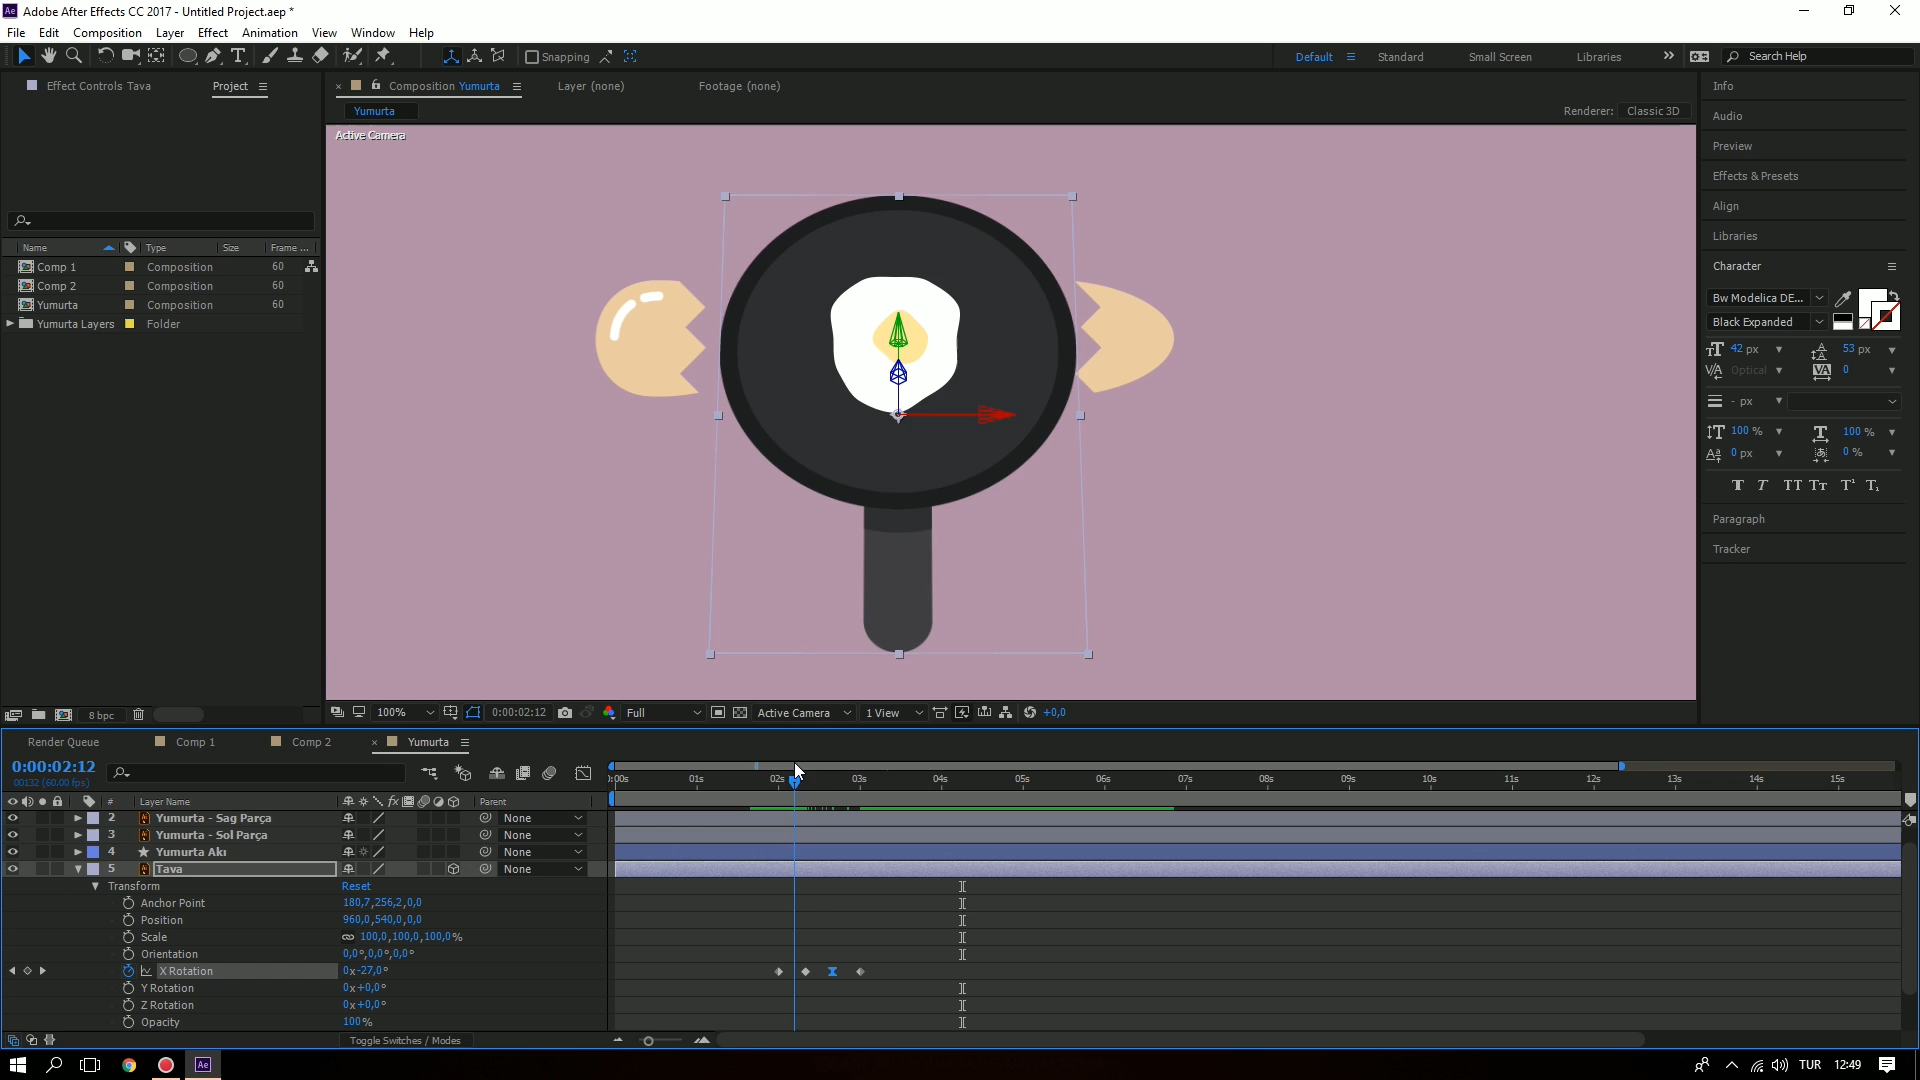 Adobe After Effects CC 2017 - Untitled Project.aep *
File Edit Composition Layer Effect Animation View Window Help
Snapping Default Standard Small Screen Libraries Search Help
Effect Controls Tava Project Composition Yumurta Layer (none) Footage (none)
Yumurta Renderer: Classic 3D
Active Camera
Info
Audio
Preview
Effects & Presets
Align
Libraries
Character
Name Type Size Frame ...
Comp 1 Composition 60
Comp 2 Composition 60
Yumurta Composition 60
Yumurta Layers Folder
Bw Modelica DE...
Black Expanded
42 px 53 px
Optical 0
- px
100 % 100 %
0 px 0 %
Paragraph
Tracker
8 bpc 100% 0:00:02:12 Full Active Camera 1 View +0,0
Render Queue Comp 1 Comp 2 Yumurta
0:00:02:12
00132 (60.00 fps)
:00s 01s 02s 03s 04s 05s 06s 07s 08s 09s 10s 11s 12s 13s 14s 15s
# Layer Name Parent
2 Yumurta - Sag Parça None
3 Yumurta - Sol Parça None
4 Yumurta Akı None
5 Tava None
Transform Reset
Anchor Point 180,7,256,2,0,0
Position 960,0,540,0,0,0
Scale 100,0,100,0,100,0%
Orientation 0,0°,0,0°,0,0°
X Rotation 0x-27,0°
Y Rotation 0x+0,0°
Z Rotation 0x+0,0°
Opacity 100%
Toggle Switches / Modes
TUR 12:49